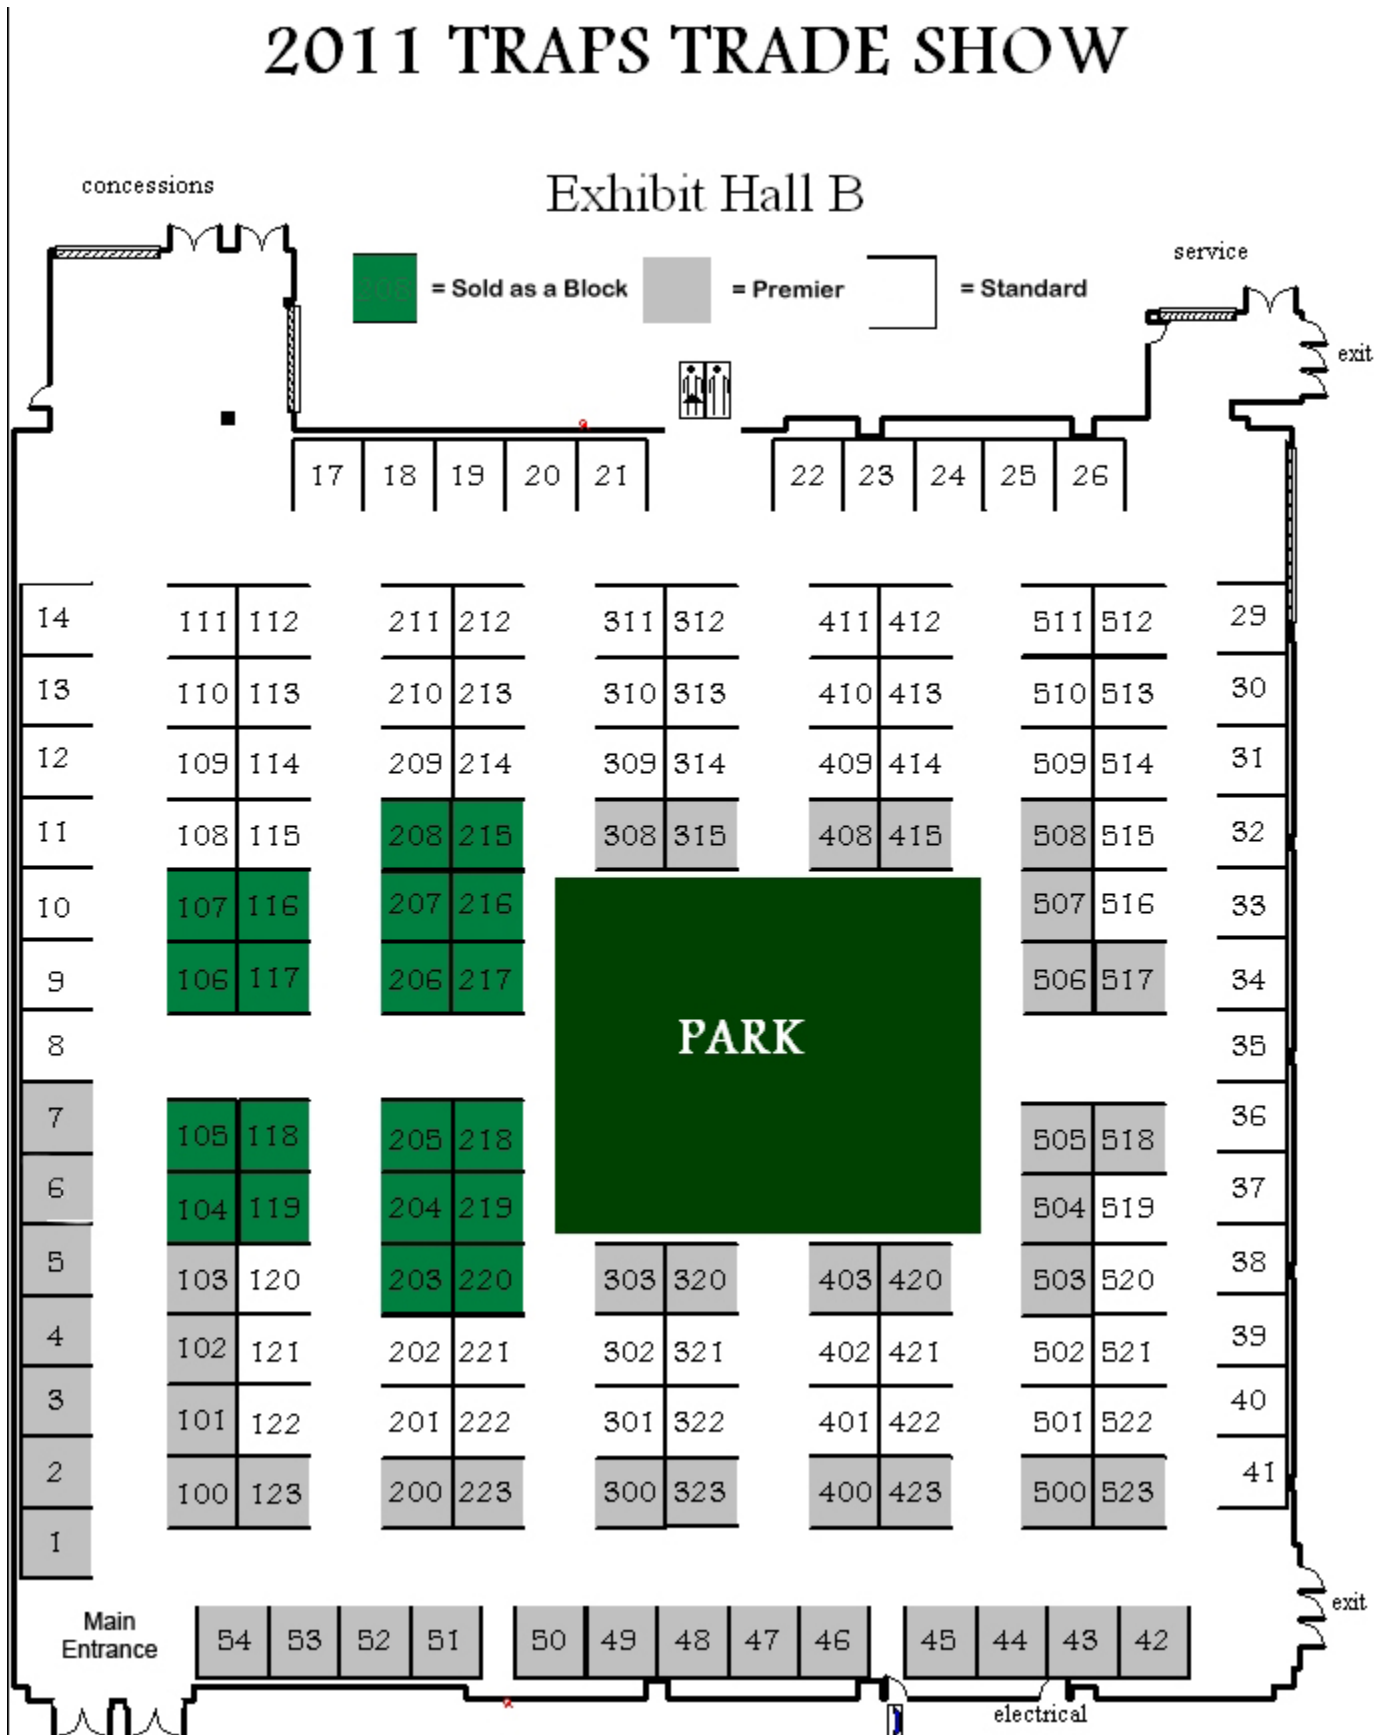 2011 TRAPS TRADE SHOW
concessions
Exhibit Hall B
service
208 = Sold as a Block = Premier = Standard
exit
17 18 19 20 21 22 23 24 25 26
14 111 112 211 212 311 312 411 412 511 512 29
13 110 113 210 213 310 313 410 413 510 513 30
12 109 114 209 214 309 314 409 414 509 514 31
11 108 115 208 215 308 315 408 415 508 515 32
10 107 116 207 216 507 516 33
9 106 117 206 217 506 517 34
PARK
8 35
7 105 118 205 218 505 518 36
6 104 119 204 219 504 519 37
5 103 120 203 220 303 320 403 420 503 520 38
4 102 121 202 221 302 321 402 421 502 521 39
3 101 122 201 222 301 322 401 422 501 522 40
2 100 123 200 223 300 323 400 423 500 523 41
1
Main
Entrance
exit
54 53 52 51 50 49 48 47 46 45 44 43 42
electrical